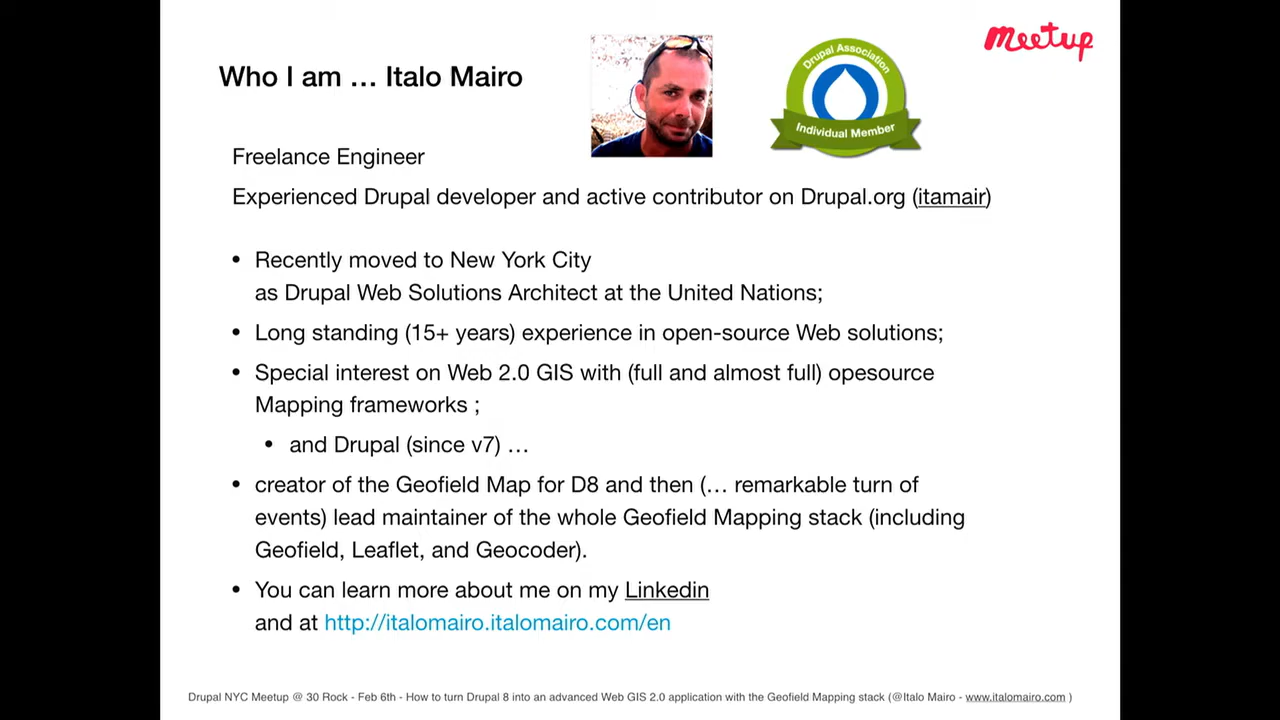 meetup
Drupal Association
Who I am … Italo Mairo
Individual Member
Freelance Engineer
Experienced Drupal developer and active contributor on Drupal.org (itamair)
• Recently moved to New York City
as Drupal Web Solutions Architect at the United Nations;
• Long standing (15+ years) experience in open-source Web solutions;
• Special interest on Web 2.0 GIS with (full and almost full) opesource
Mapping frameworks ;
• and Drupal (since v7) …
• creator of the Geofield Map for D8 and then (… remarkable turn of
events) lead maintainer of the whole Geofield Mapping stack (including
Geofield, Leaflet, and Geocoder).
• You can learn more about me on my Linkedin
and at http://italomairo.italomairo.com/en
Drupal NYC Meetup @ 30 Rock - Feb 6th - How to turn Drupal 8 into an advanced Web GIS 2.0 application with the Geofield Mapping stack (@Italo Mairo - www.italomairo.com )